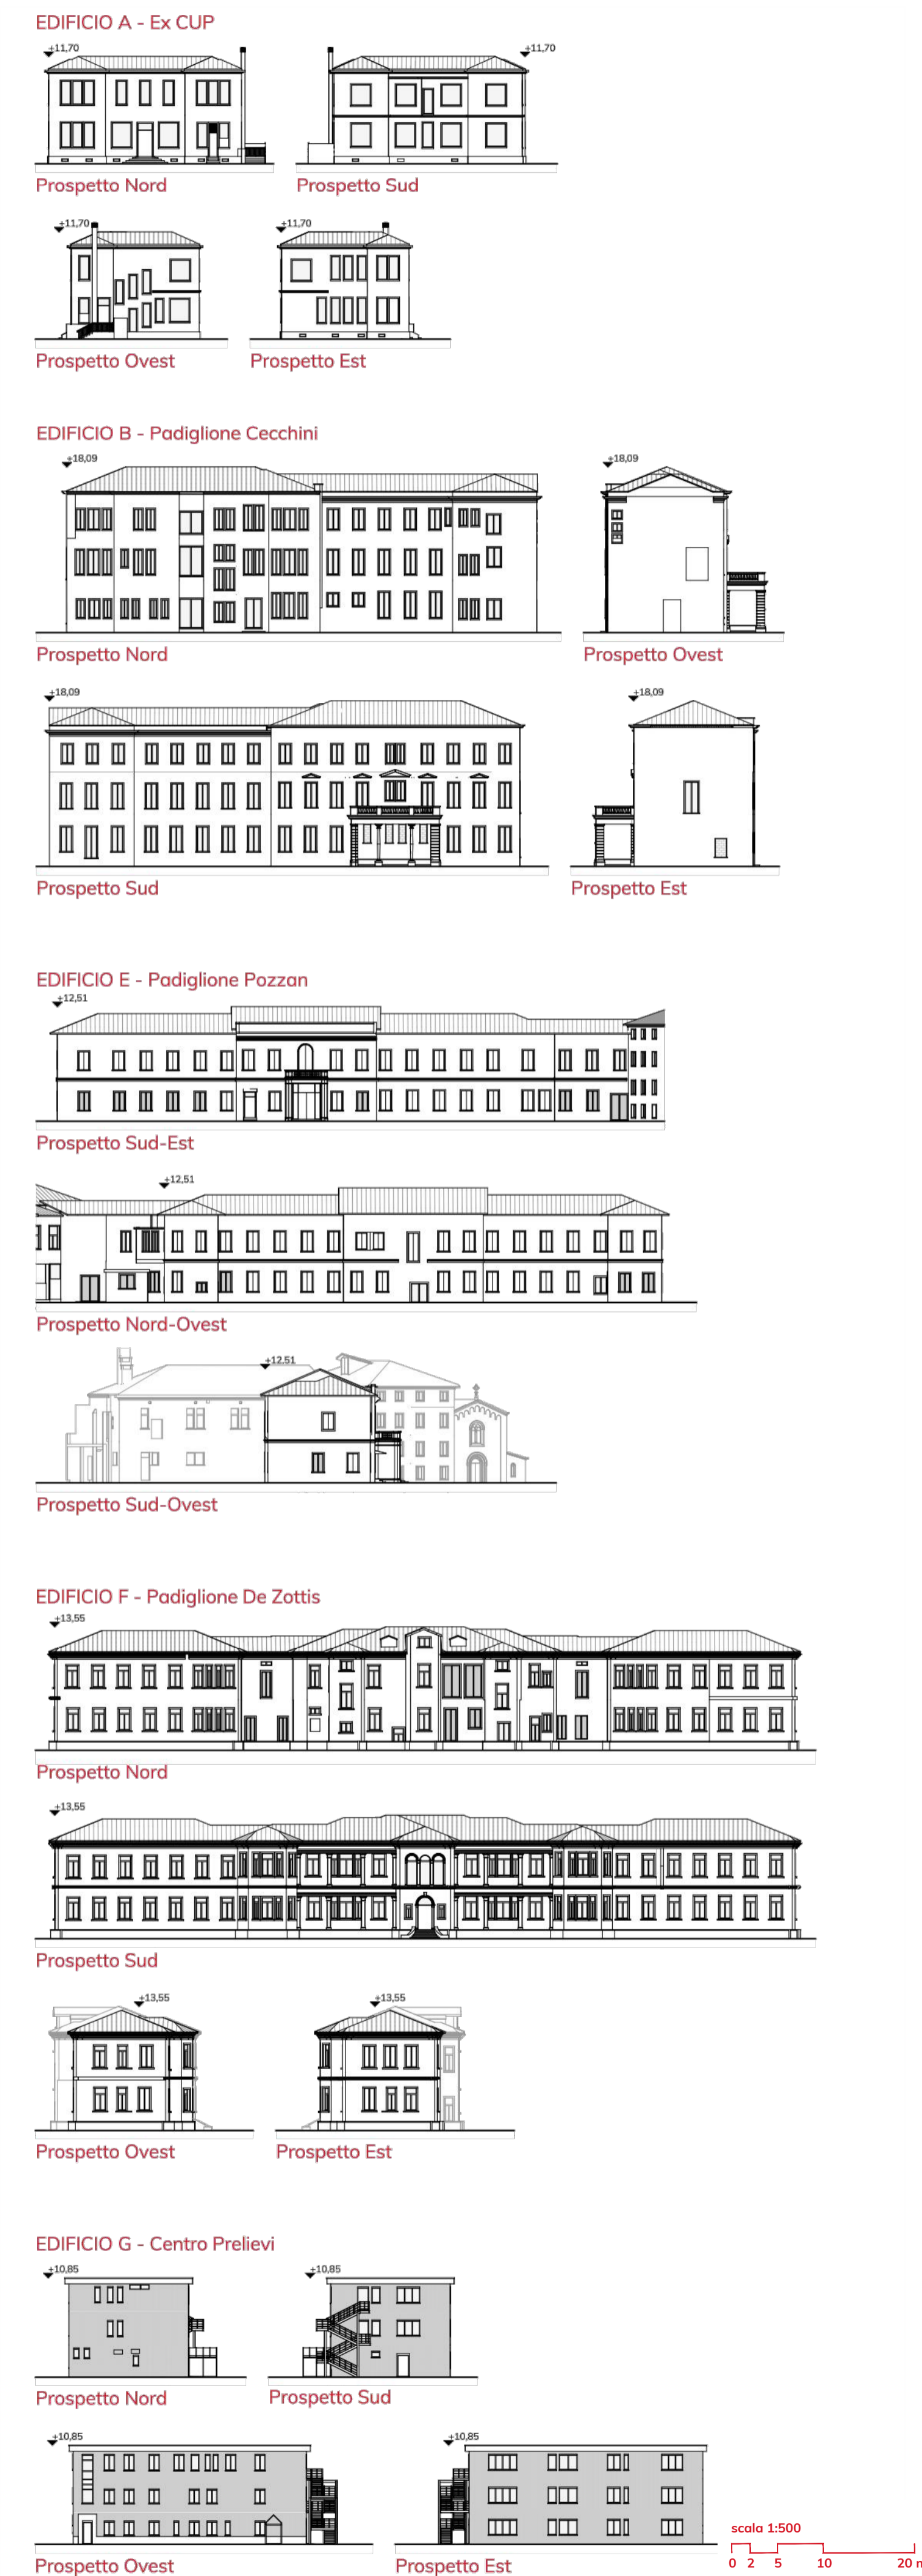 EDIFICIO A - Ex CUP
+11,70
+11,70
Prospetto Nord
Prospetto Sud
+11,70
+11,70
Prospetto Ovest
Prospetto Est
EDIFICIO B - Padiglione Cecchini
+18,09
+18,09
Prospetto Nord
Prospetto Ovest
+18,09
+18,09
Prospetto Sud
Prospetto Est
EDIFICIO E - Padiglione Pozzan
+12,51
Prospetto Sud-Est
+12,51
Prospetto Nord-Ovest
+12,51
Prospetto Sud-Ovest
EDIFICIO F - Padiglione De Zottis
+13,55
Prospetto Nord
+13,55
Prospetto Sud
+13,55
+13,55
Prospetto Ovest
Prospetto Est
EDIFICIO G - Centro Prelievi
+10,85
+10,85
Prospetto Nord
Prospetto Sud
+10,85
+10,85
Prospetto Ovest
Prospetto Est
scala 1:500
0 2 5 10 20